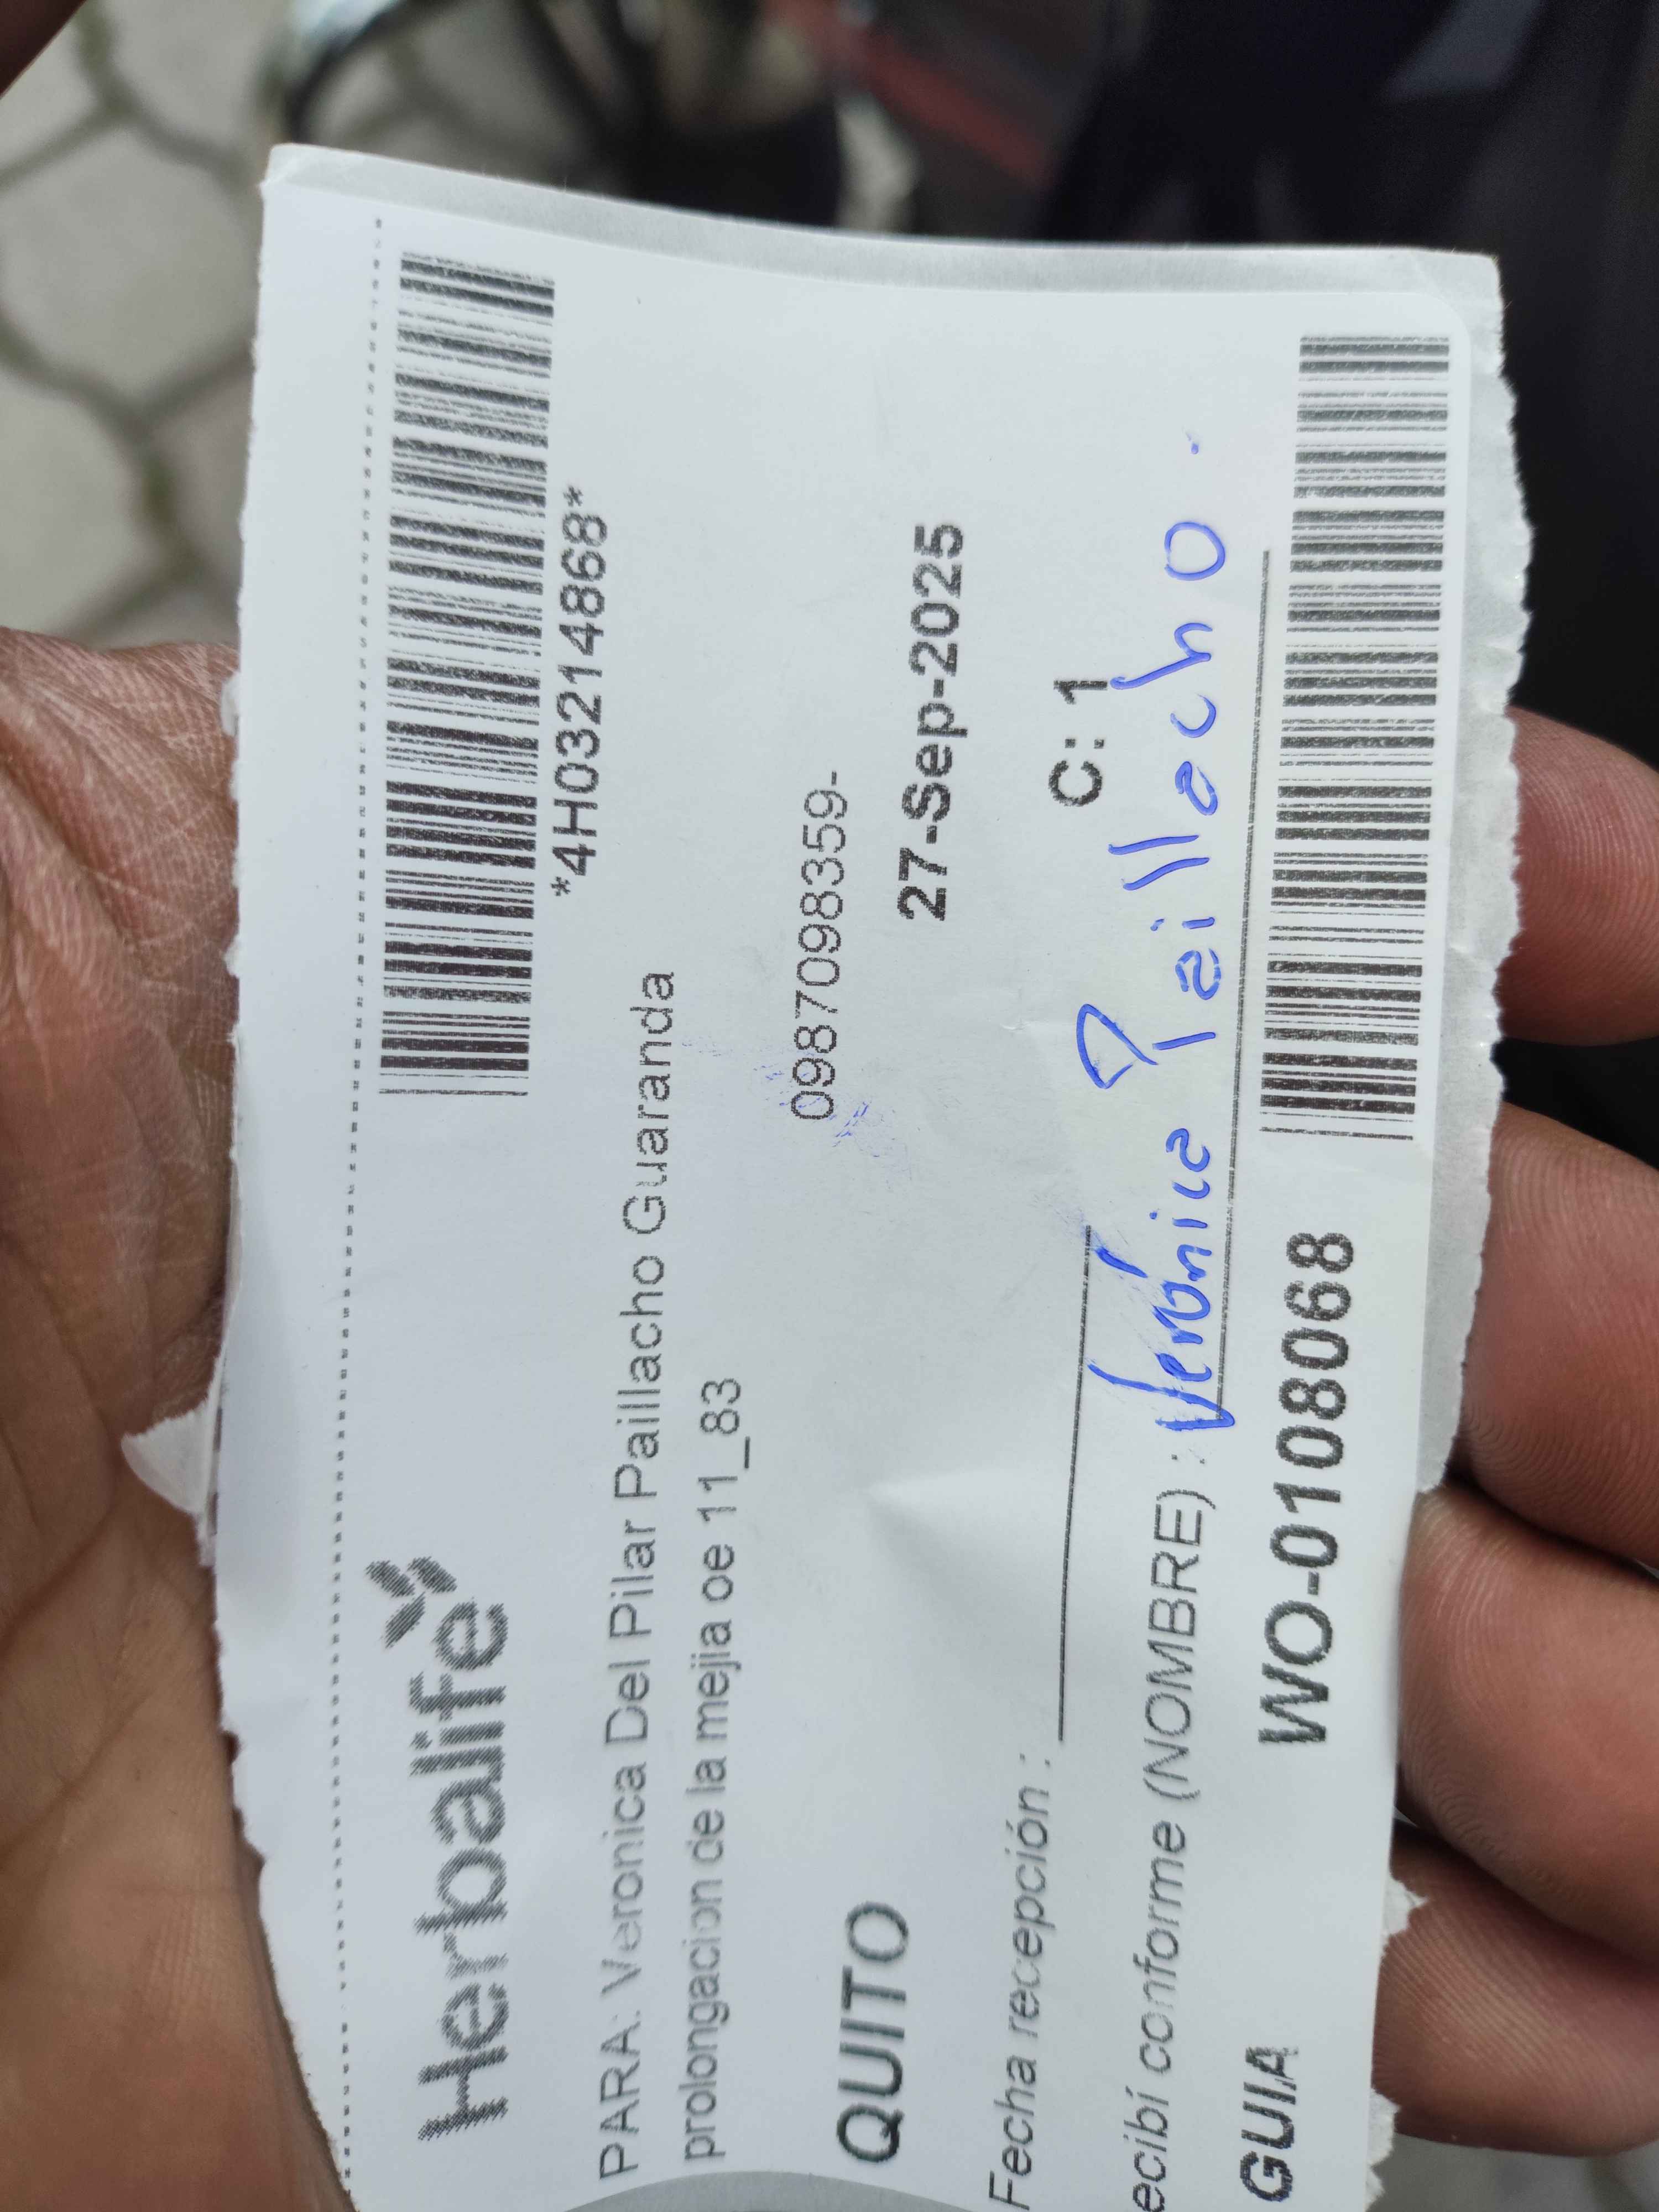 Herbalife
*4H03214868*
PARA: Veronica Del Pilar Paillacho Guaranda
prolongacion de la mejia oe 11_83
0987098359-
QUITO
27-Sep-2025
Fecha recepción :
C: 1
ecibí conforme (NOMBRE) : Verónica Paillacho.
GUIA WO-0108068